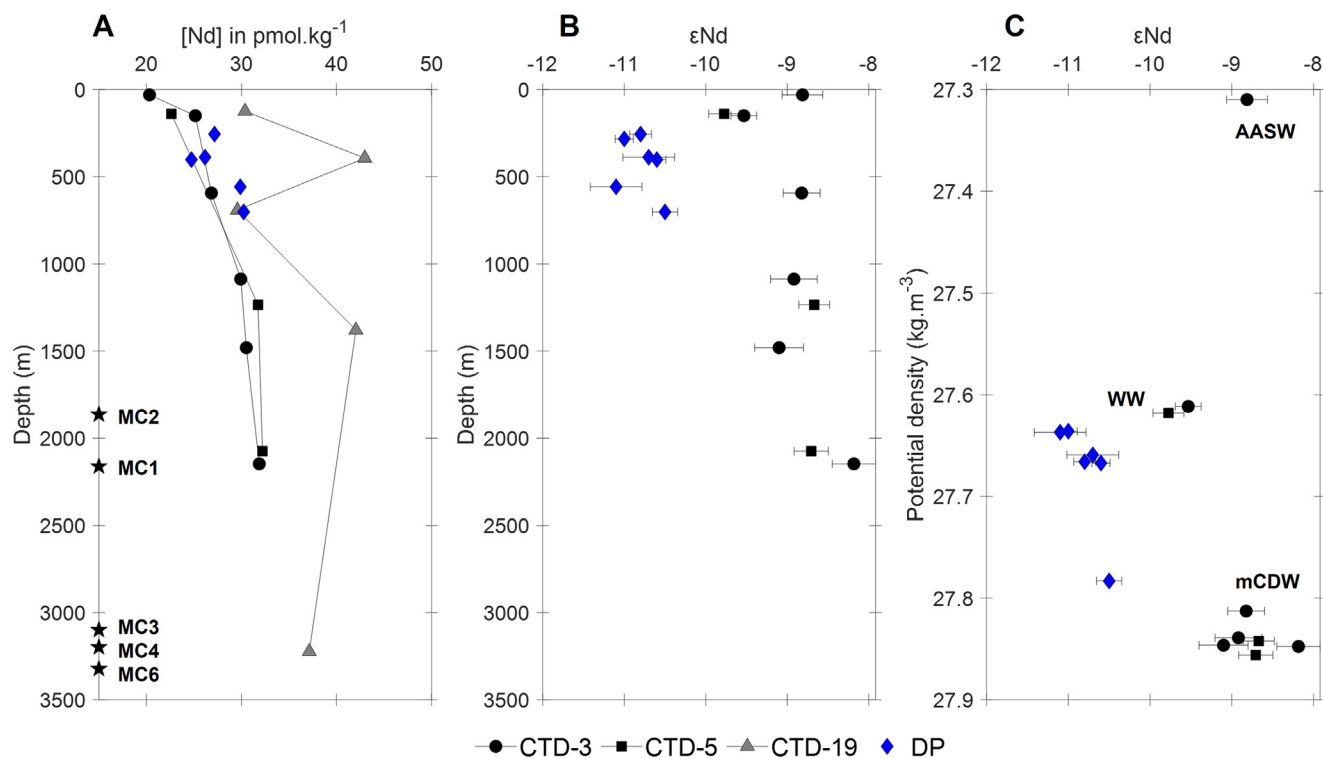 A
[Nd] in pmol.kg⁻¹
20
30
40
50
0
500
1000
1500
2000
2500
3000
3500
Depth (m)
MC2
MC1
MC3
MC4
MC6
B
εNd
-12
-11
-10
-9
-8
0
500
1000
1500
2000
2500
3000
3500
Depth (m)
C
εNd
-12
-11
-10
-9
-8
27.3
27.4
27.5
27.6
27.7
27.8
27.9
Potential density (kg.m⁻³)
AASW
WW
mCDW
CTD-3 CTD-5 CTD-19 DP